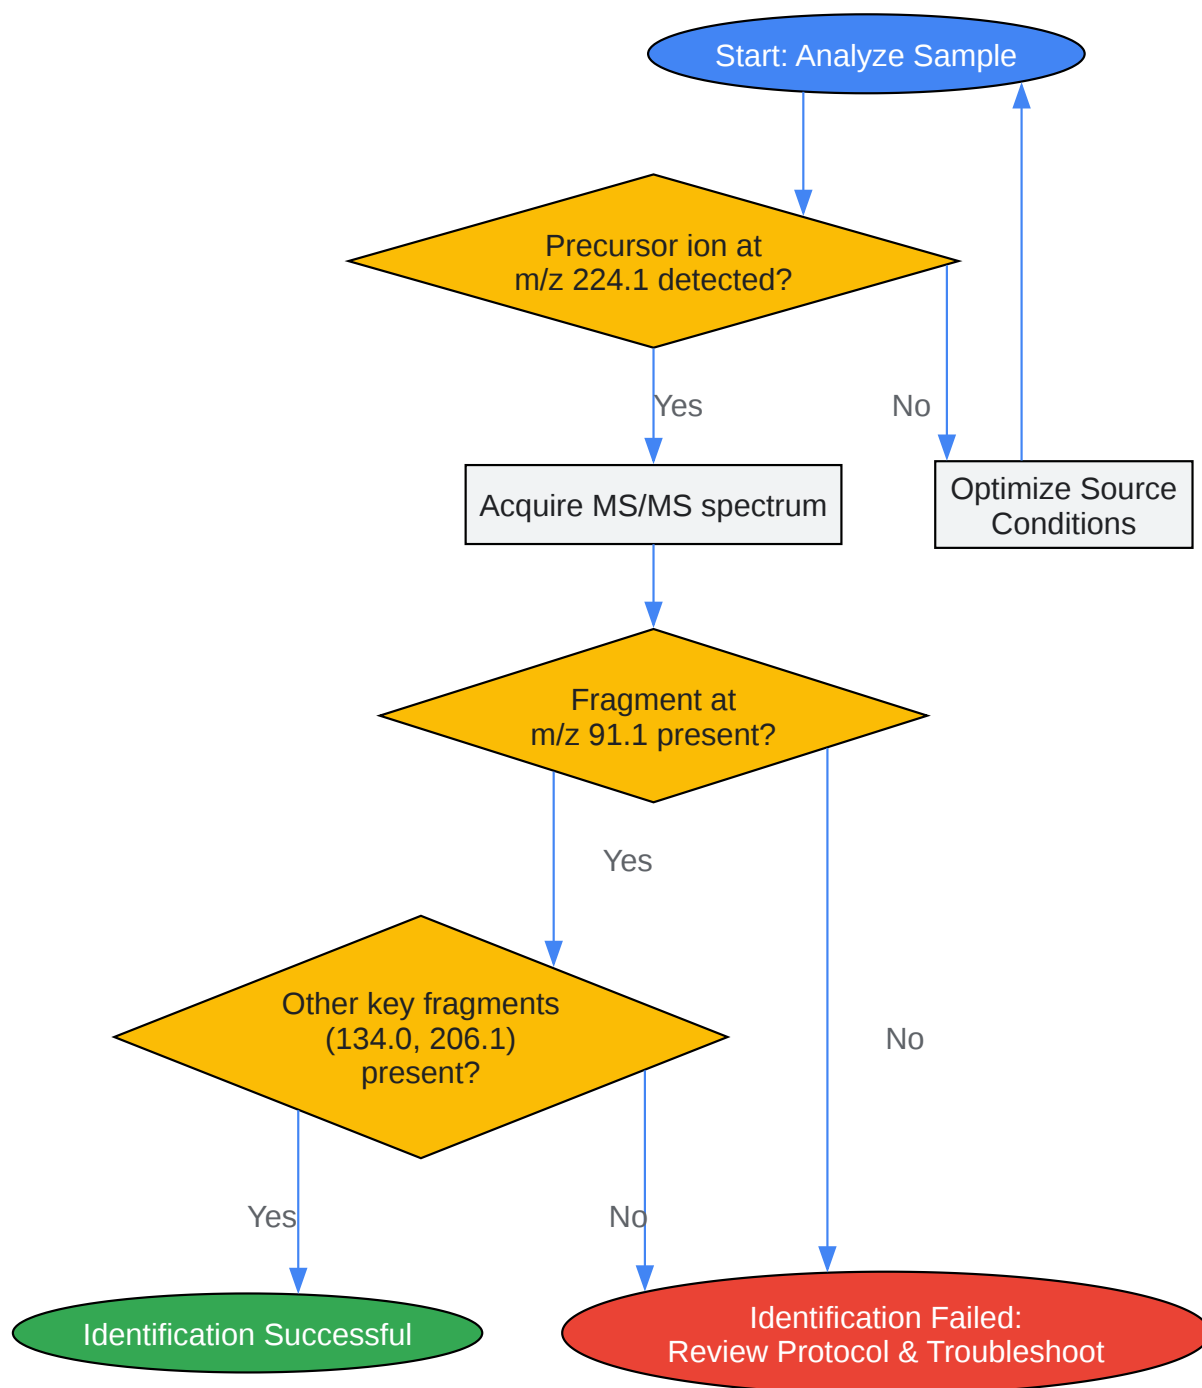 Start: Analyze Sample
Precursor ion at
m/z 224.1 detected?
Yes
No
Acquire MS/MS spectrum
Optimize Source
Conditions
Fragment at
m/z 91.1 present?
Yes
No
Other key fragments
(134.0, 206.1)
present?
Yes
No
Identification Successful
Identification Failed:
Review Protocol & Troubleshoot